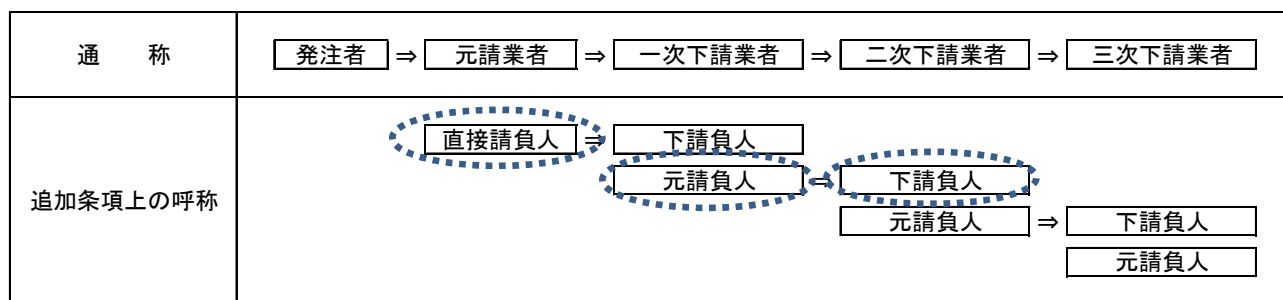 通　　称
発注者 ⇒ 元請業者 ⇒ 一次下請業者 ⇒ 二次下請業者 ⇒ 三次下請業者
追加条項上の呼称
直接請負人 ⇒ 下請負人
元請負人 ⇒ 下請負人
元請負人 ⇒ 下請負人
元請負人